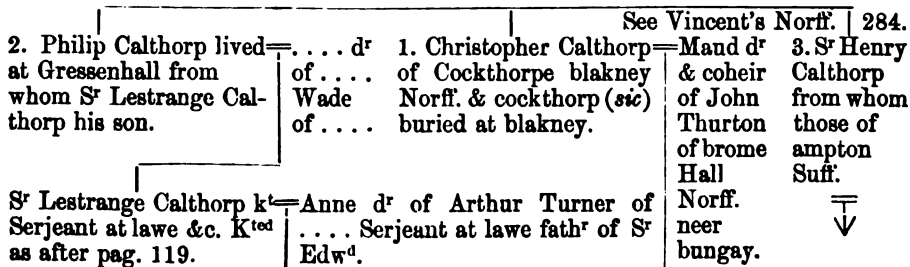 See Vincent's Norff. 284.
2. Philip Calthorp lived
at Gressenhall from
whom Sʳ Lestrange Cal-
thorp his son.
. . . . dʳ
of . . . .
Wade
of . . . .
1. Christopher Calthorp
of Cockthorpe blakney
Norff. & cockthorp (sic)
buried at blakney.
Mand dʳ
& coheir
of John
Thurton
of brome
Hall
Norff.
neer
bungay.
3. Sʳ Henry
Calthorp
from whom
those of
ampton
Suff.
Sʳ Lestrange Calthorp kᵗ
Serjeant at lawe &c. Kᵗᵉᵈ
as after pag. 119.
Anne dʳ of Arthur Turner of
. . . . Serjeant at lawe fathʳ of Sʳ
Edwᵈ.